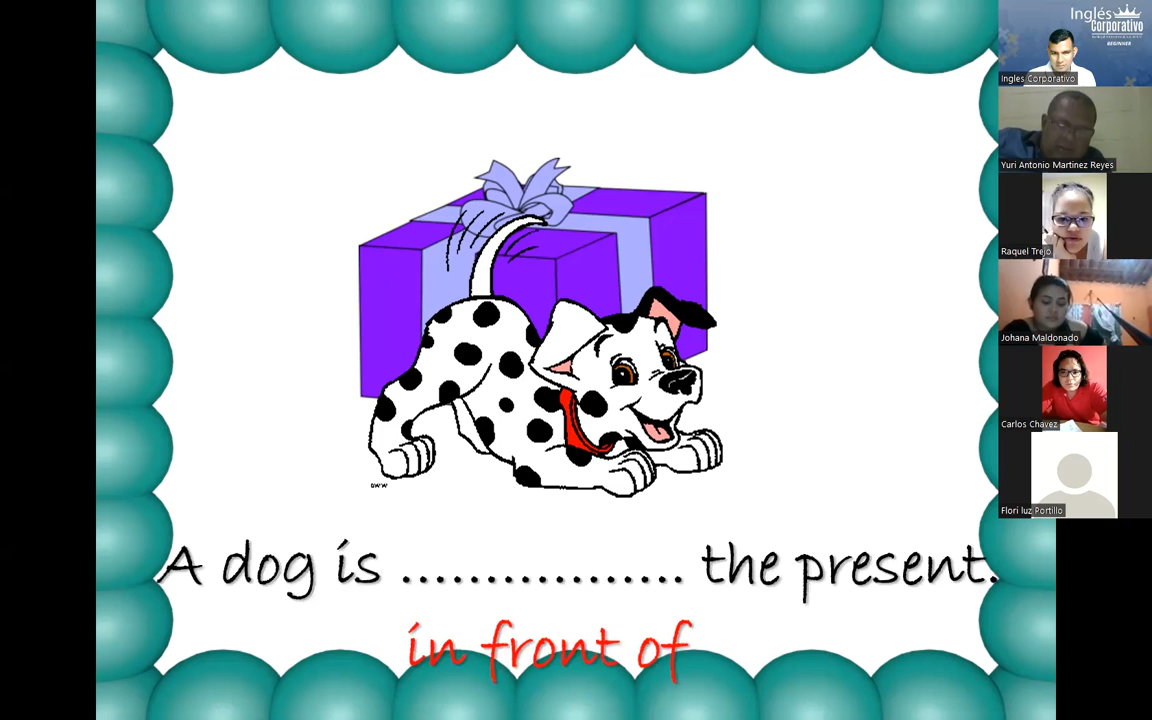 A dog is ................. the present.
in front of
Inglés
Corporativo
BEGINNER
Ingles Corporativo
Yuri Antonio Martinez Reyes
Raquel Trejo
Johana Maldonado
Carlos Chavez
Flori luz Portillo